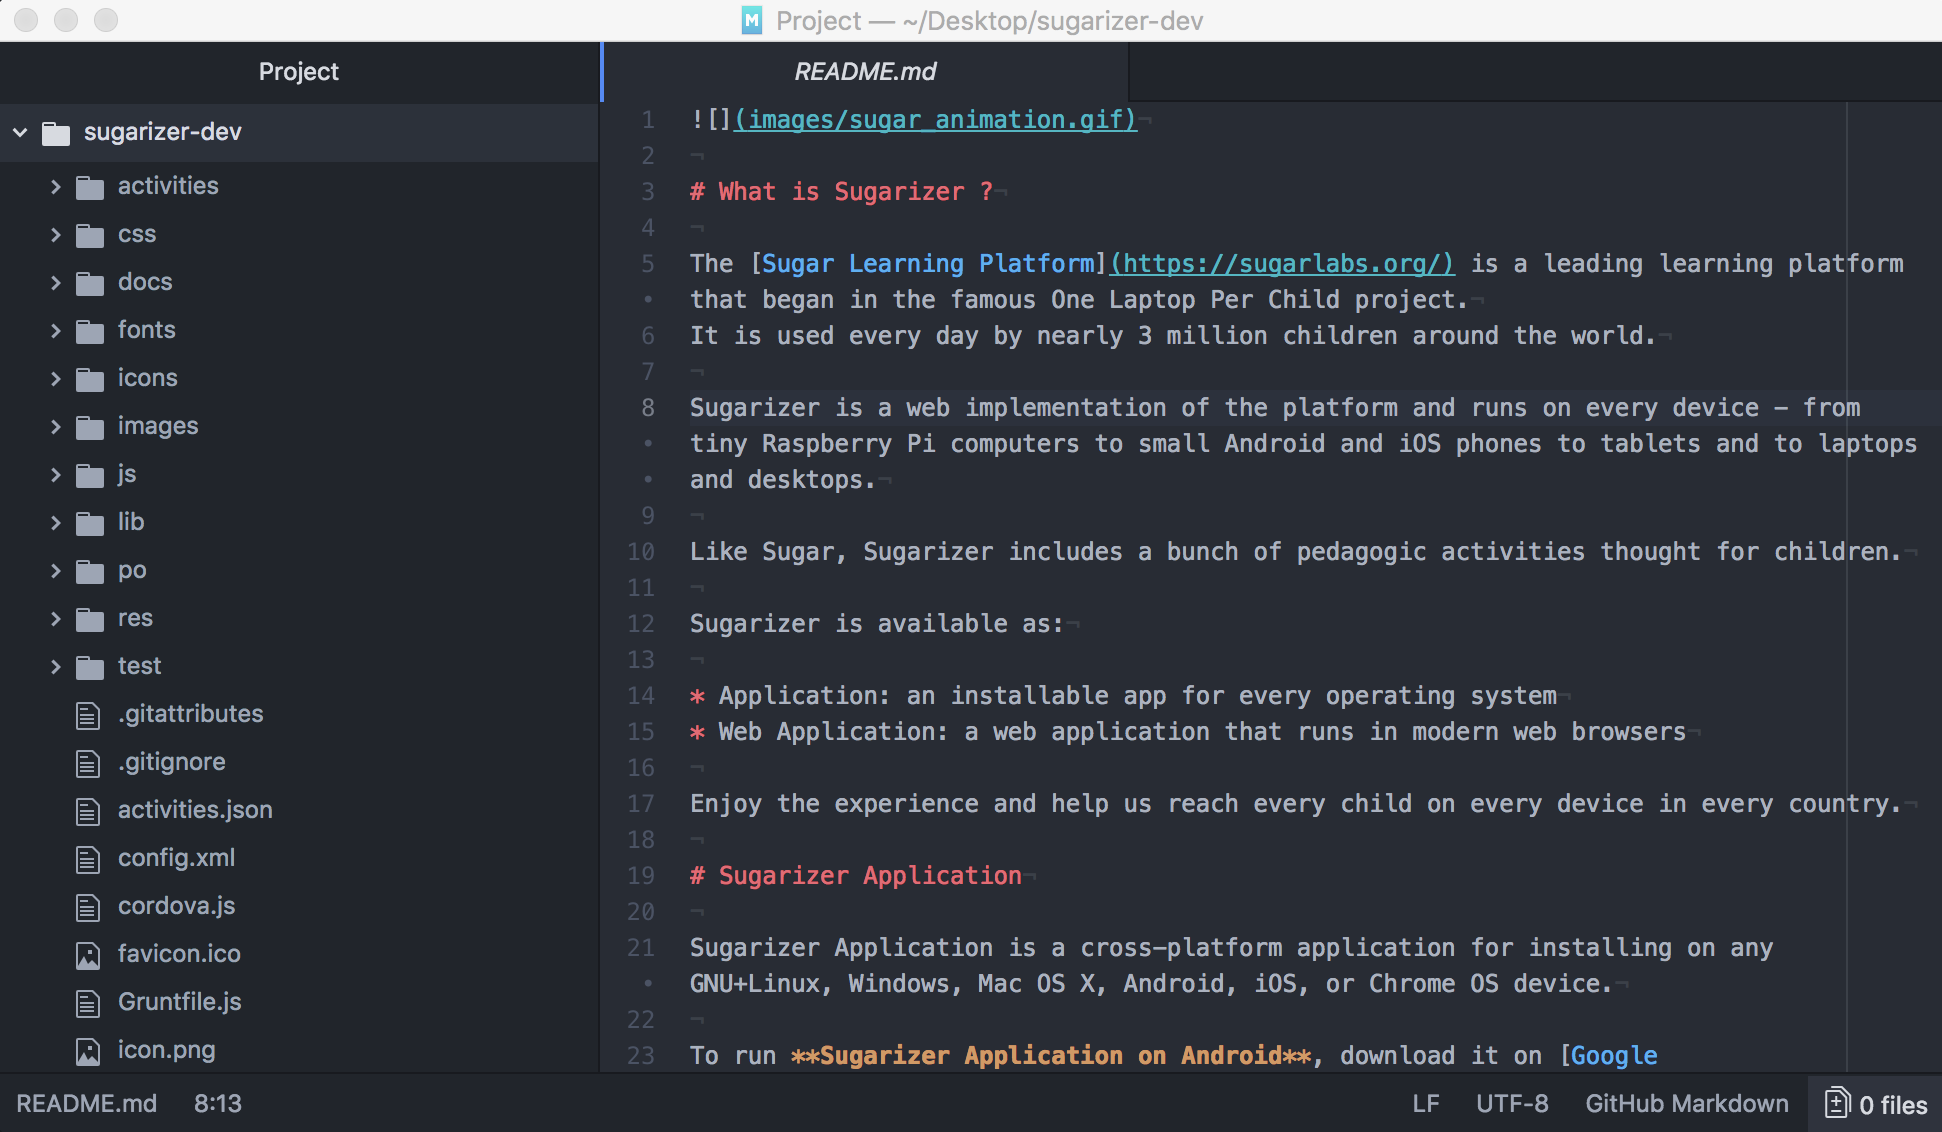 M Project — ~/Desktop/sugarizer-dev
Project
sugarizer-dev
activities
css
docs
fonts
icons
images
js
lib
po
res
test
.gitattributes
.gitignore
activities.json
config.xml
cordova.js
favicon.ico
Gruntfile.js
icon.png
README.md
1 ![](images/sugar_animation.gif)¬
2 ¬
3 # What is Sugarizer ?¬
4 ¬
5 The [Sugar Learning Platform](https://sugarlabs.org/) is a leading learning platform
• that began in the famous One Laptop Per Child project.¬
6 It is used every day by nearly 3 million children around the world.¬
7 ¬
8 Sugarizer is a web implementation of the platform and runs on every device - from
• tiny Raspberry Pi computers to small Android and iOS phones to tablets and to laptops
• and desktops.¬
9 ¬
10 Like Sugar, Sugarizer includes a bunch of pedagogic activities thought for children.¬
11 ¬
12 Sugarizer is available as:¬
13 ¬
14 * Application: an installable app for every operating system¬
15 * Web Application: a web application that runs in modern web browsers¬
16 ¬
17 Enjoy the experience and help us reach every child on every device in every country.¬
18 ¬
19 # Sugarizer Application¬
20 ¬
21 Sugarizer Application is a cross-platform application for installing on any
• GNU+Linux, Windows, Mac OS X, Android, iOS, or Chrome OS device.¬
22 ¬
23 To run **Sugarizer Application on Android**, download it on [Google
README.md 8:13 LF UTF-8 GitHub Markdown 0 files